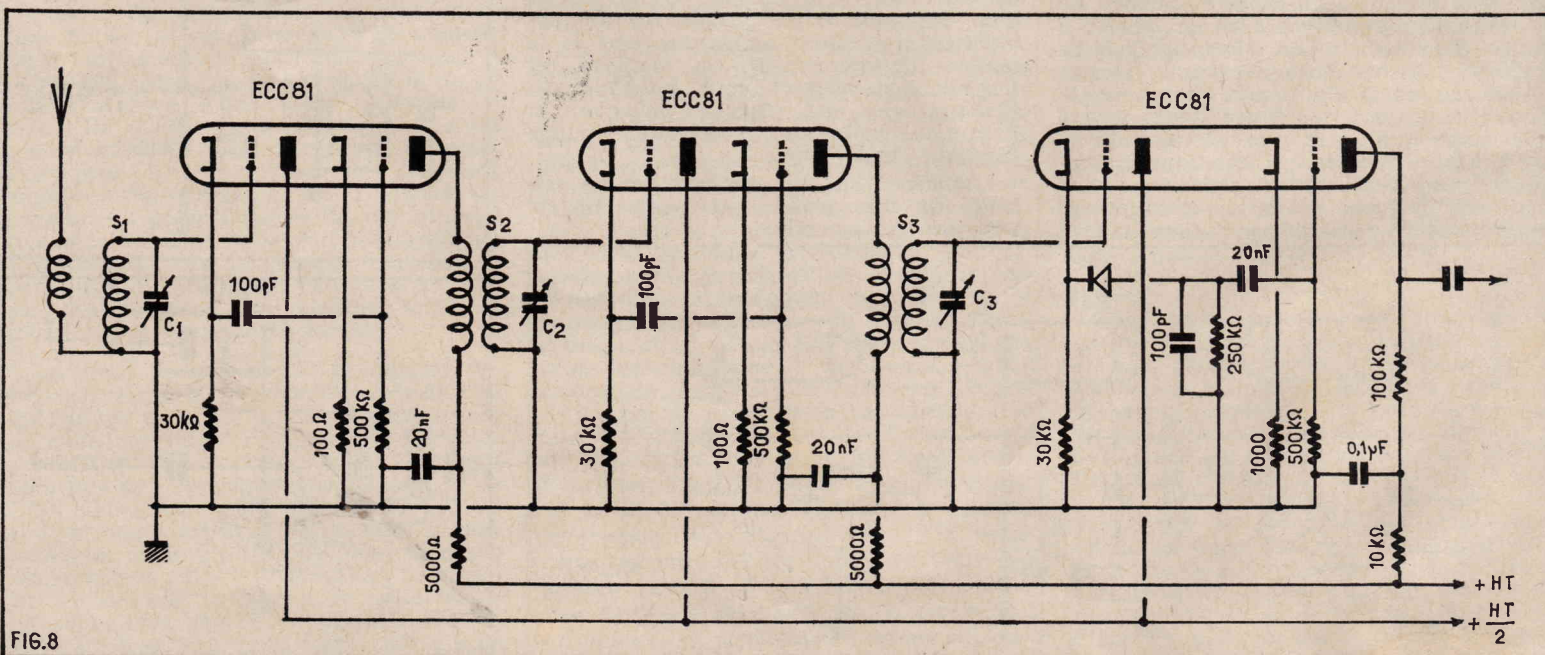 ECC81
ECC81
ECC81
S1
S2
S3
C1
C2
C3
100pF
100pF
20nF
100pF
250KΩ
30kΩ
100Ω
500KΩ
20nF
30kΩ
100Ω
500KΩ
20nF
30kΩ
1000
500KΩ
0,1µF
100KΩ
5000Ω
5000Ω
10KΩ
+ HT
+ HT/2
FIG.8